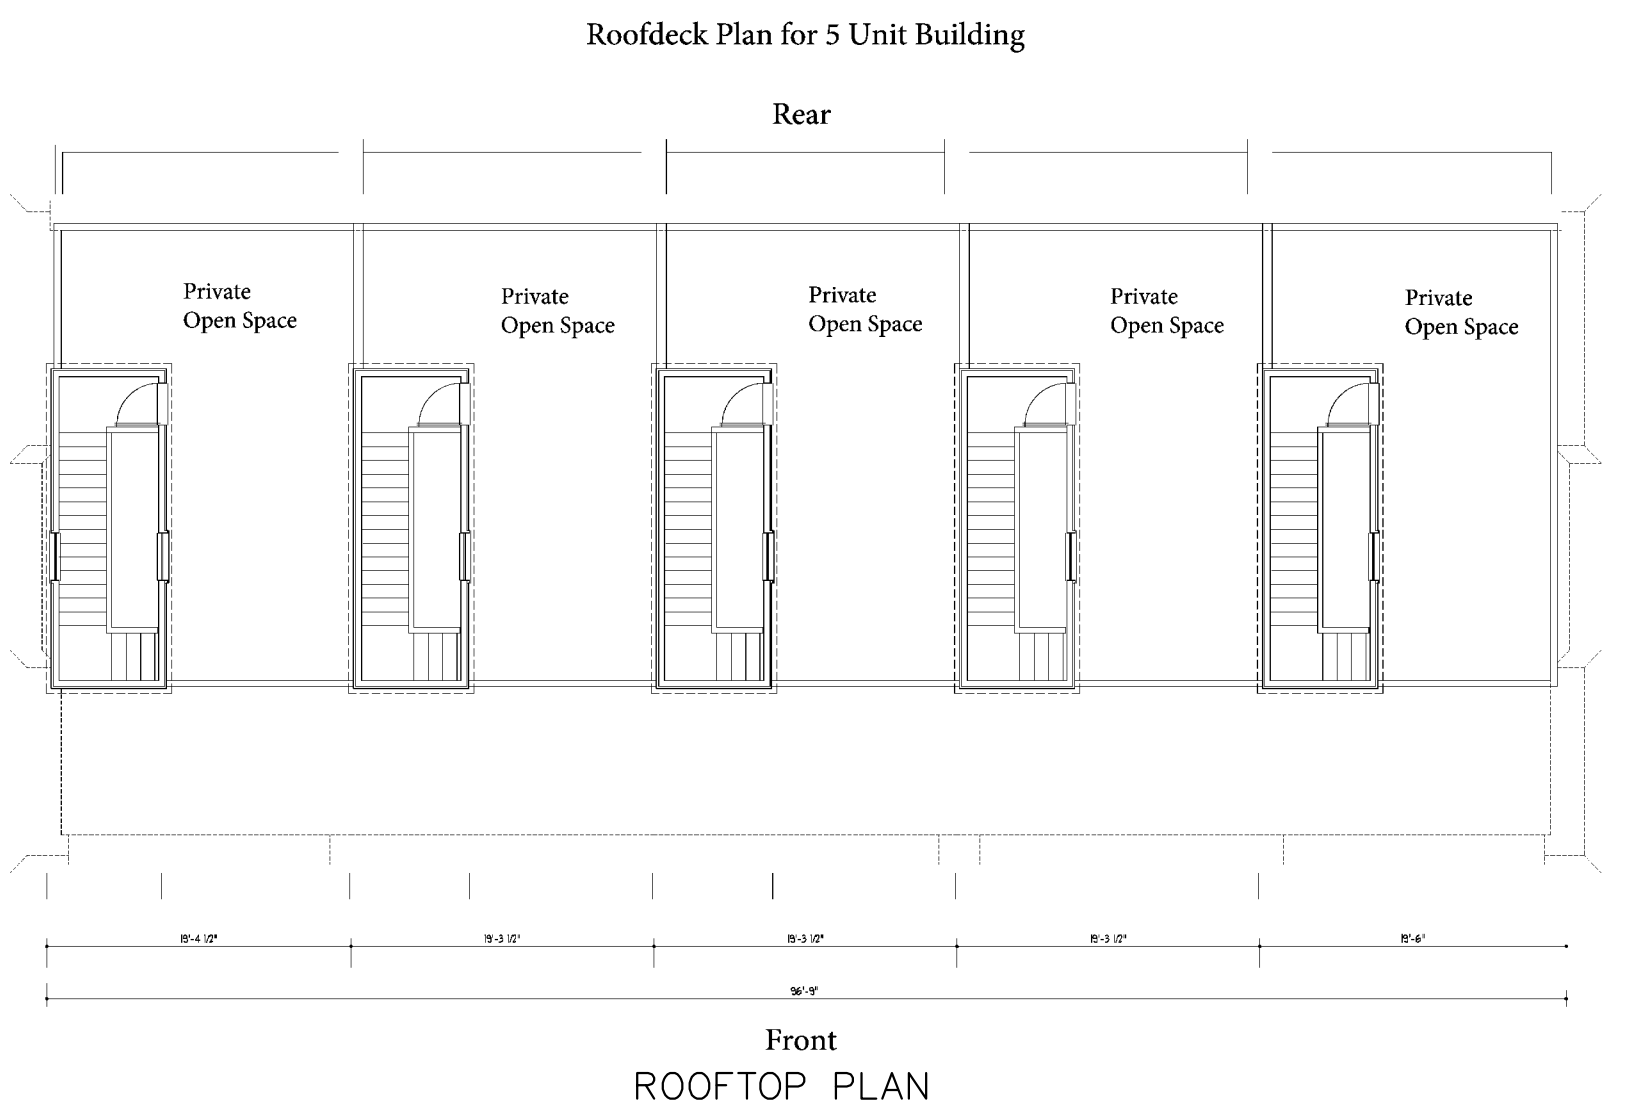 Roofdeck Plan for 5 Unit Building
Rear
Private
Open Space
Private
Open Space
Private
Open Space
Private
Open Space
Private
Open Space
19'-4 1/2"
19'-3 1/2"
19'-3 1/2"
19'-3 1/2"
19'-6"
96'-9"
Front
ROOFTOP PLAN